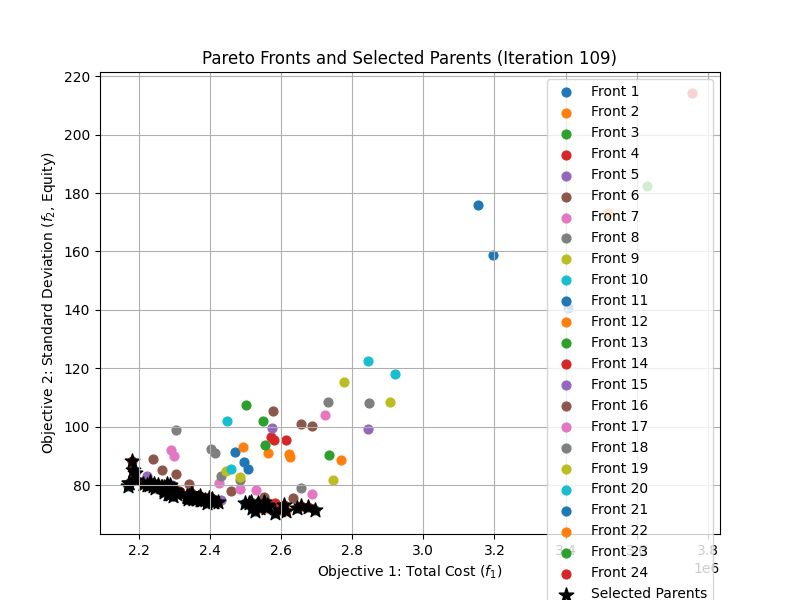 Pareto Fronts and Selected Parents (Iteration 109)
220
200
180
160
140
120
100
80
Objective 2: Standard Deviation (f₂, Equity)
2.2 2.4 2.6 2.8 3.0 3.2 3.4 3.6 3.8
1e6
Objective 1: Total Cost (f₁)
Front 1
Front 2
Front 3
Front 4
Front 5
Front 6
Front 7
Front 8
Front 9
Front 10
Front 11
Front 12
Front 13
Front 14
Front 15
Front 16
Front 17
Front 18
Front 19
Front 20
Front 21
Front 22
Front 23
Front 24
Selected Parents